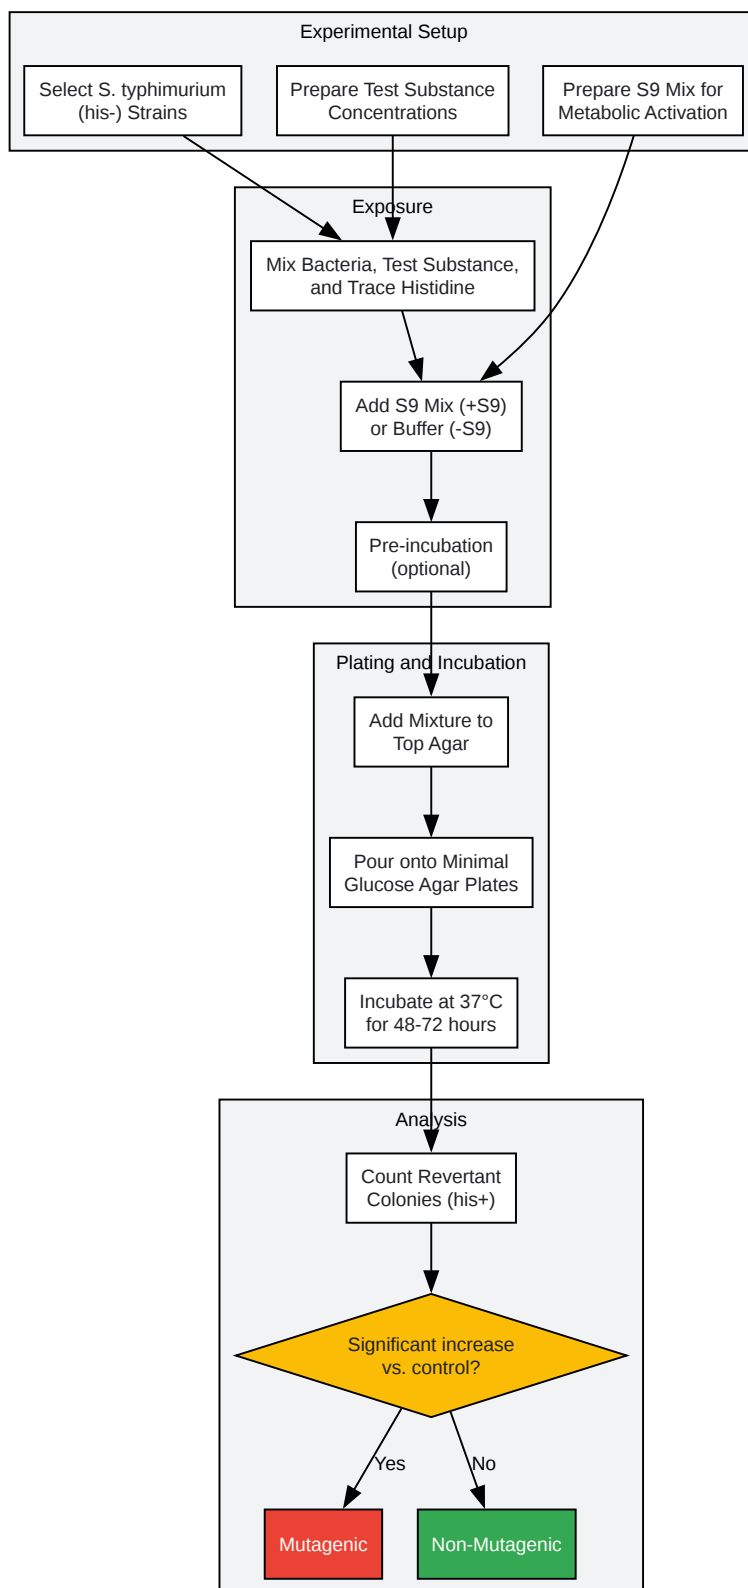 Experimental Setup
Select S. typhimurium
(his-) Strains
Prepare Test Substance
Concentrations
Prepare S9 Mix for
Metabolic Activation
Exposure
Mix Bacteria, Test Substance,
and Trace Histidine
Add S9 Mix (+S9)
or Buffer (-S9)
Pre-incubation
(optional)
Plating and Incubation
Add Mixture to
Top Agar
Pour onto Minimal
Glucose Agar Plates
Incubate at 37°C
for 48-72 hours
Analysis
Count Revertant
Colonies (his+)
Significant increase
vs. control?
Yes
No
Mutagenic
Non-Mutagenic